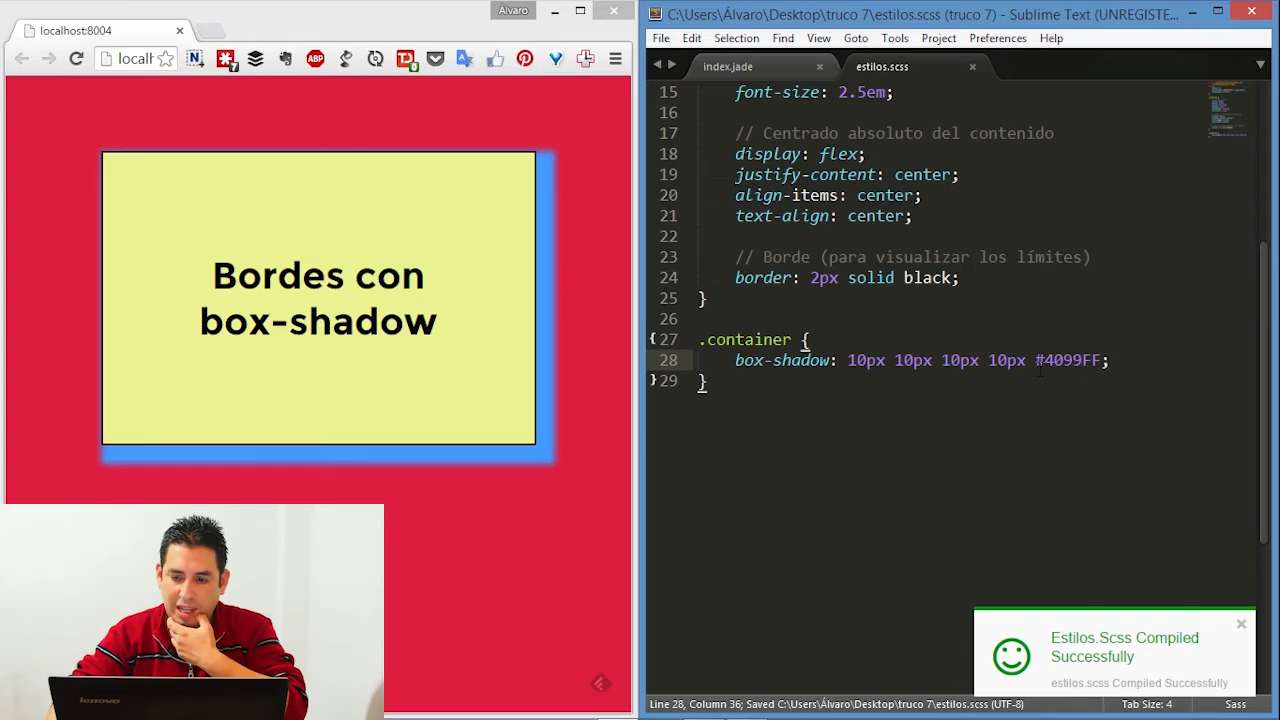 Álvaro
localhost:8004
localh
7
ABP
0
Bordes con
box-shadow
lenovo
C:\Users\Álvaro\Desktop\truco 7\estilos.scss (truco 7) - Sublime Text (UNREGISTE...
File Edit Selection Find View Goto Tools Project Preferences Help
index.jade
estilos.scss
15 font-size: 2.5em;
16
17 // Centrado absoluto del contenido
18 display: flex;
19 justify-content: center;
20 align-items: center;
21 text-align: center;
22
23 // Borde (para visualizar los límites)
24 border: 2px solid black;
25 }
26
27 .container {
28 box-shadow: 10px 10px 10px 10px #4099FF;
29 }
Estilos.Scss Compiled
Successfully
estilos.scss Compiled Successfully
Line 28, Column 36; Saved C:\Users\Álvaro\Desktop\truco 7\estilos.scss (UTF-8)
Tab Size: 4
Sass